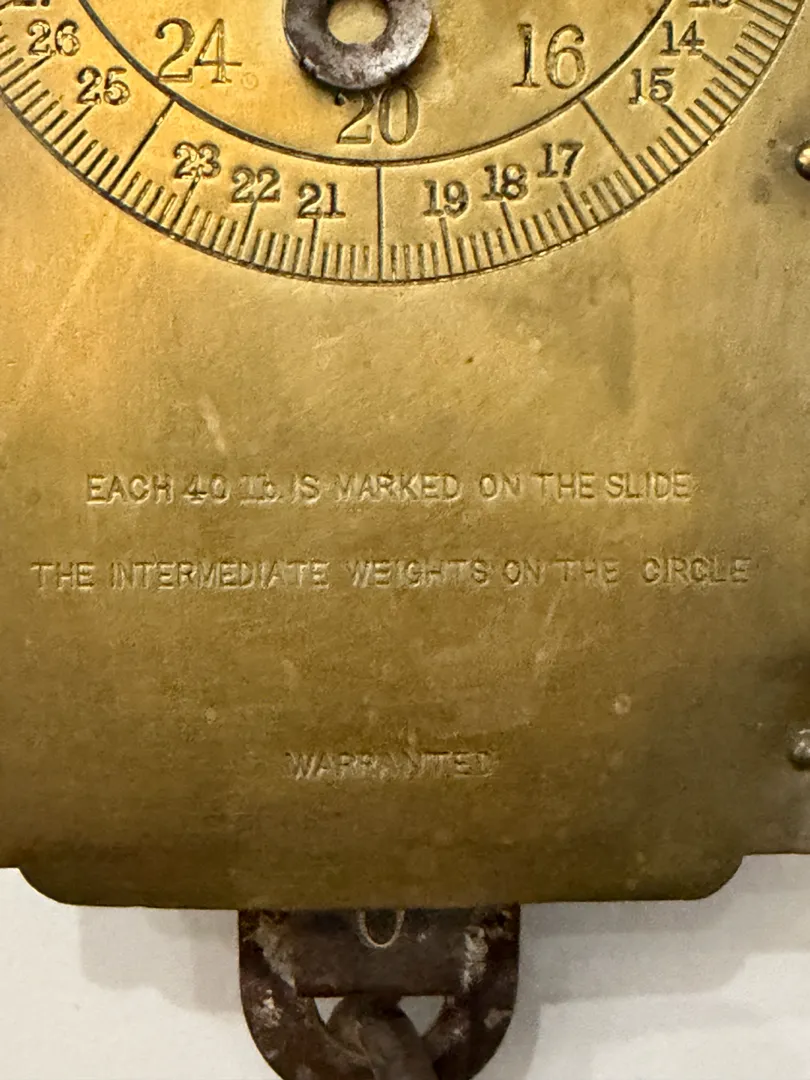 26 24 16 14
25 20 15
23 22 21 19 18 17
EACH 40 lb. IS MARKED ON THE SLIDE
THE INTERMEDIATE WEIGHTS ON THE CIRCLE
WARRANTED
0